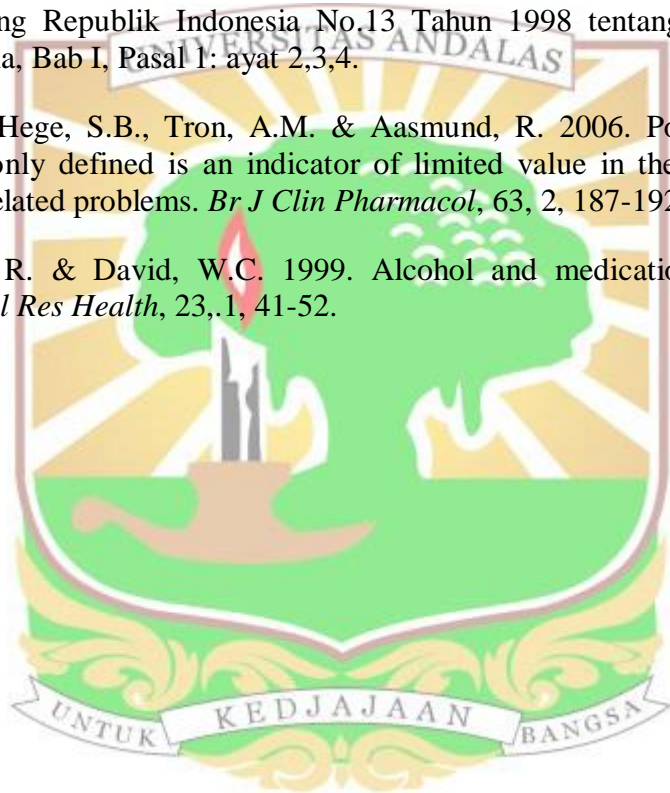 ng Republik Indonesia No.13 Tahun 1998 tentang
a, Bab I, Pasal 1: ayat 2,3,4.
UNIVERSITAS ANDALAS
Hege, S.B., Tron, A.M. & Aasmund, R. 2006. Po
only defined is an indicator of limited value in the
elated problems. Br J Clin Pharmacol, 63, 2, 187-192
R. & David, W.C. 1999. Alcohol and medicatio
l Res Health, 23,.1, 41-52.
UNTUK KEDJAJAAN BANGSA